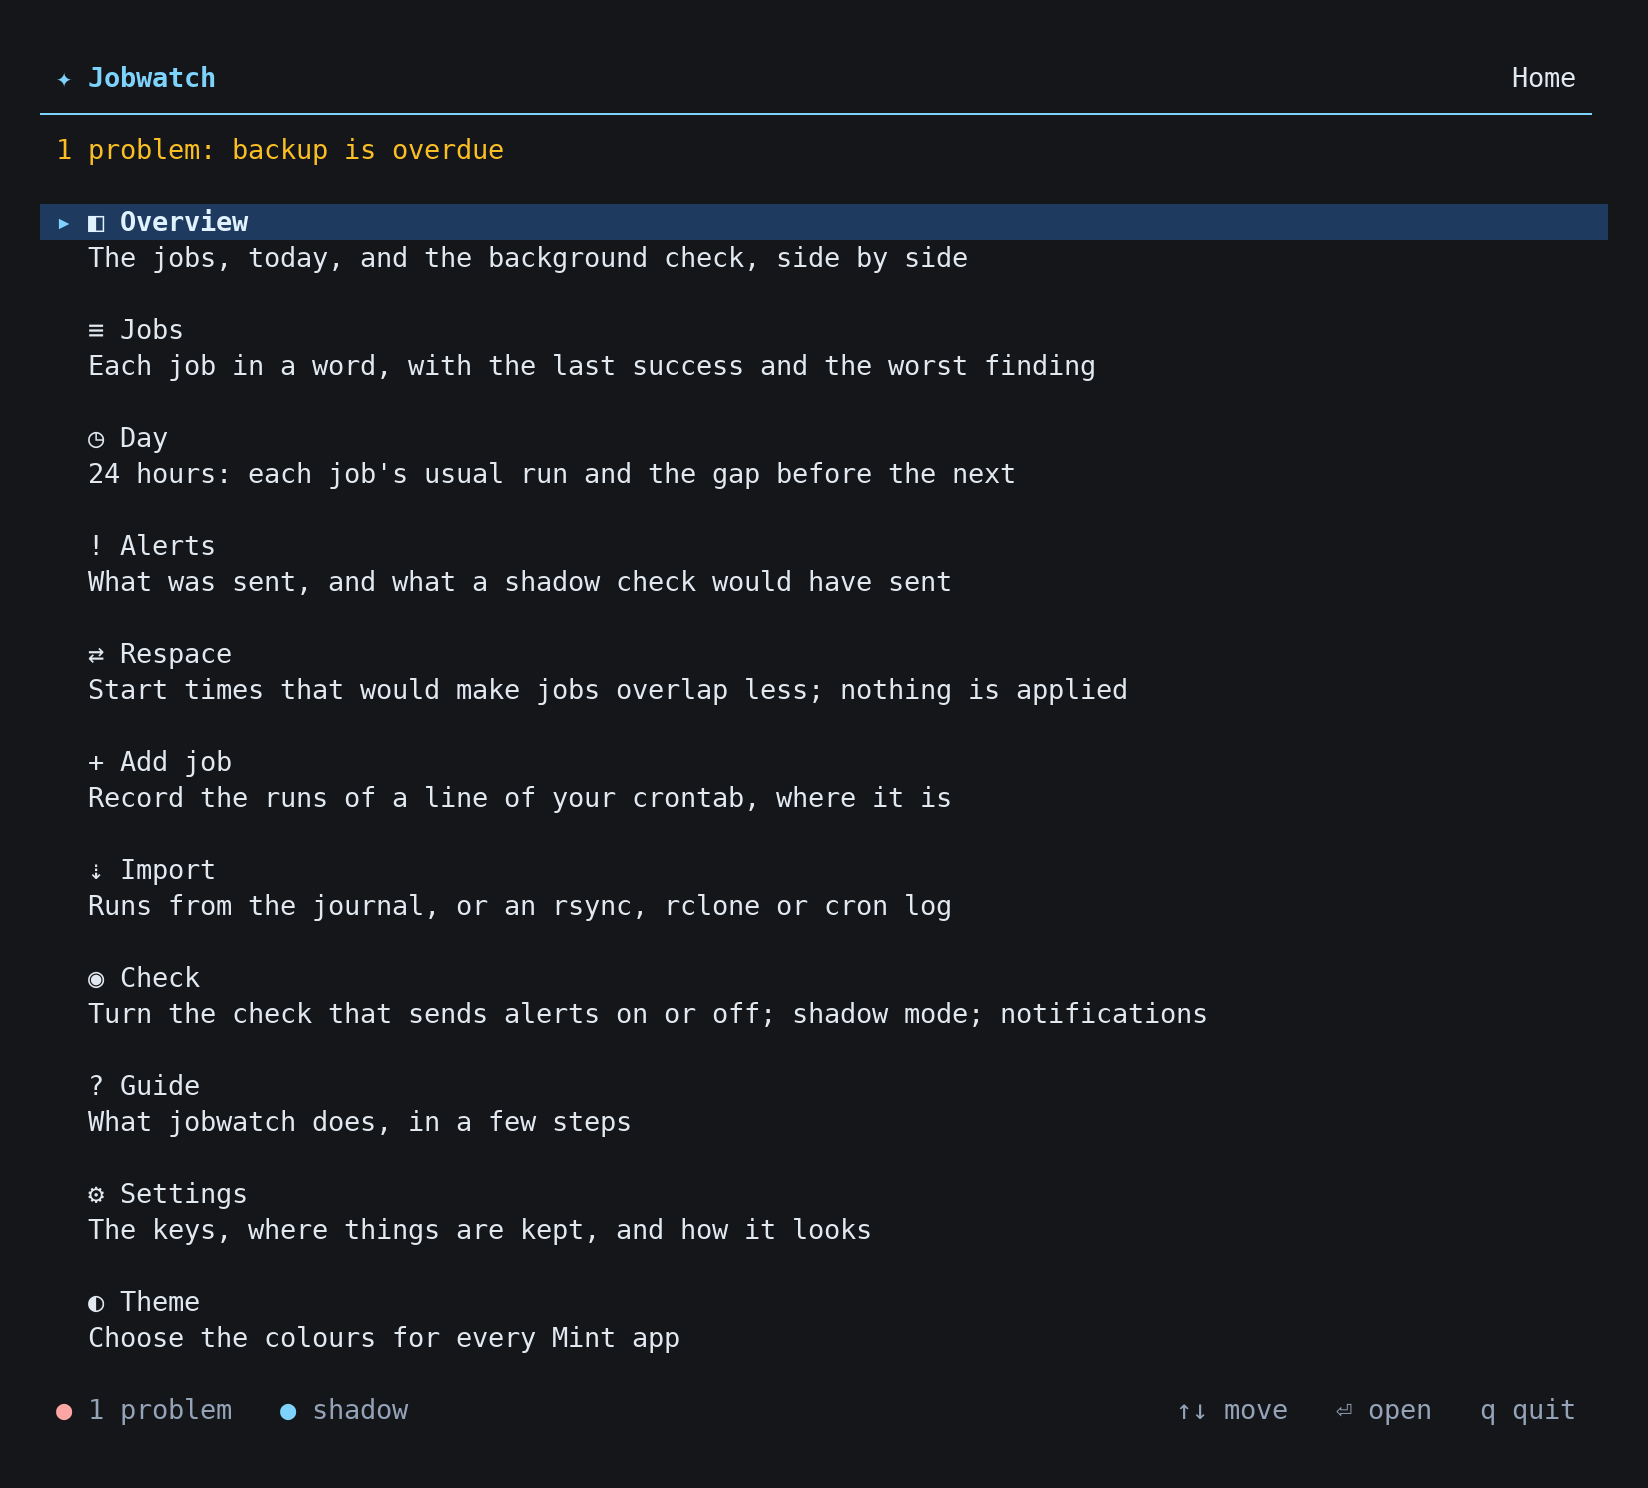 ✦ Jobwatch Home
1 problem: backup is overdue
▸ ◧ Overview
The jobs, today, and the background check, side by side
≡ Jobs
Each job in a word, with the last success and the worst finding
◷ Day
24 hours: each job's usual run and the gap before the next
! Alerts
What was sent, and what a shadow check would have sent
⇄ Respace
Start times that would make jobs overlap less; nothing is applied
+ Add job
Record the runs of a line of your crontab, where it is
⇣ Import
Runs from the journal, or an rsync, rclone or cron log
◉ Check
Turn the check that sends alerts on or off; shadow mode; notifications
? Guide
What jobwatch does, in a few steps
⚙ Settings
The keys, where things are kept, and how it looks
◐ Theme
Choose the colours for every Mint app
● 1 problem ● shadow ↑↓ move ⏎ open q quit